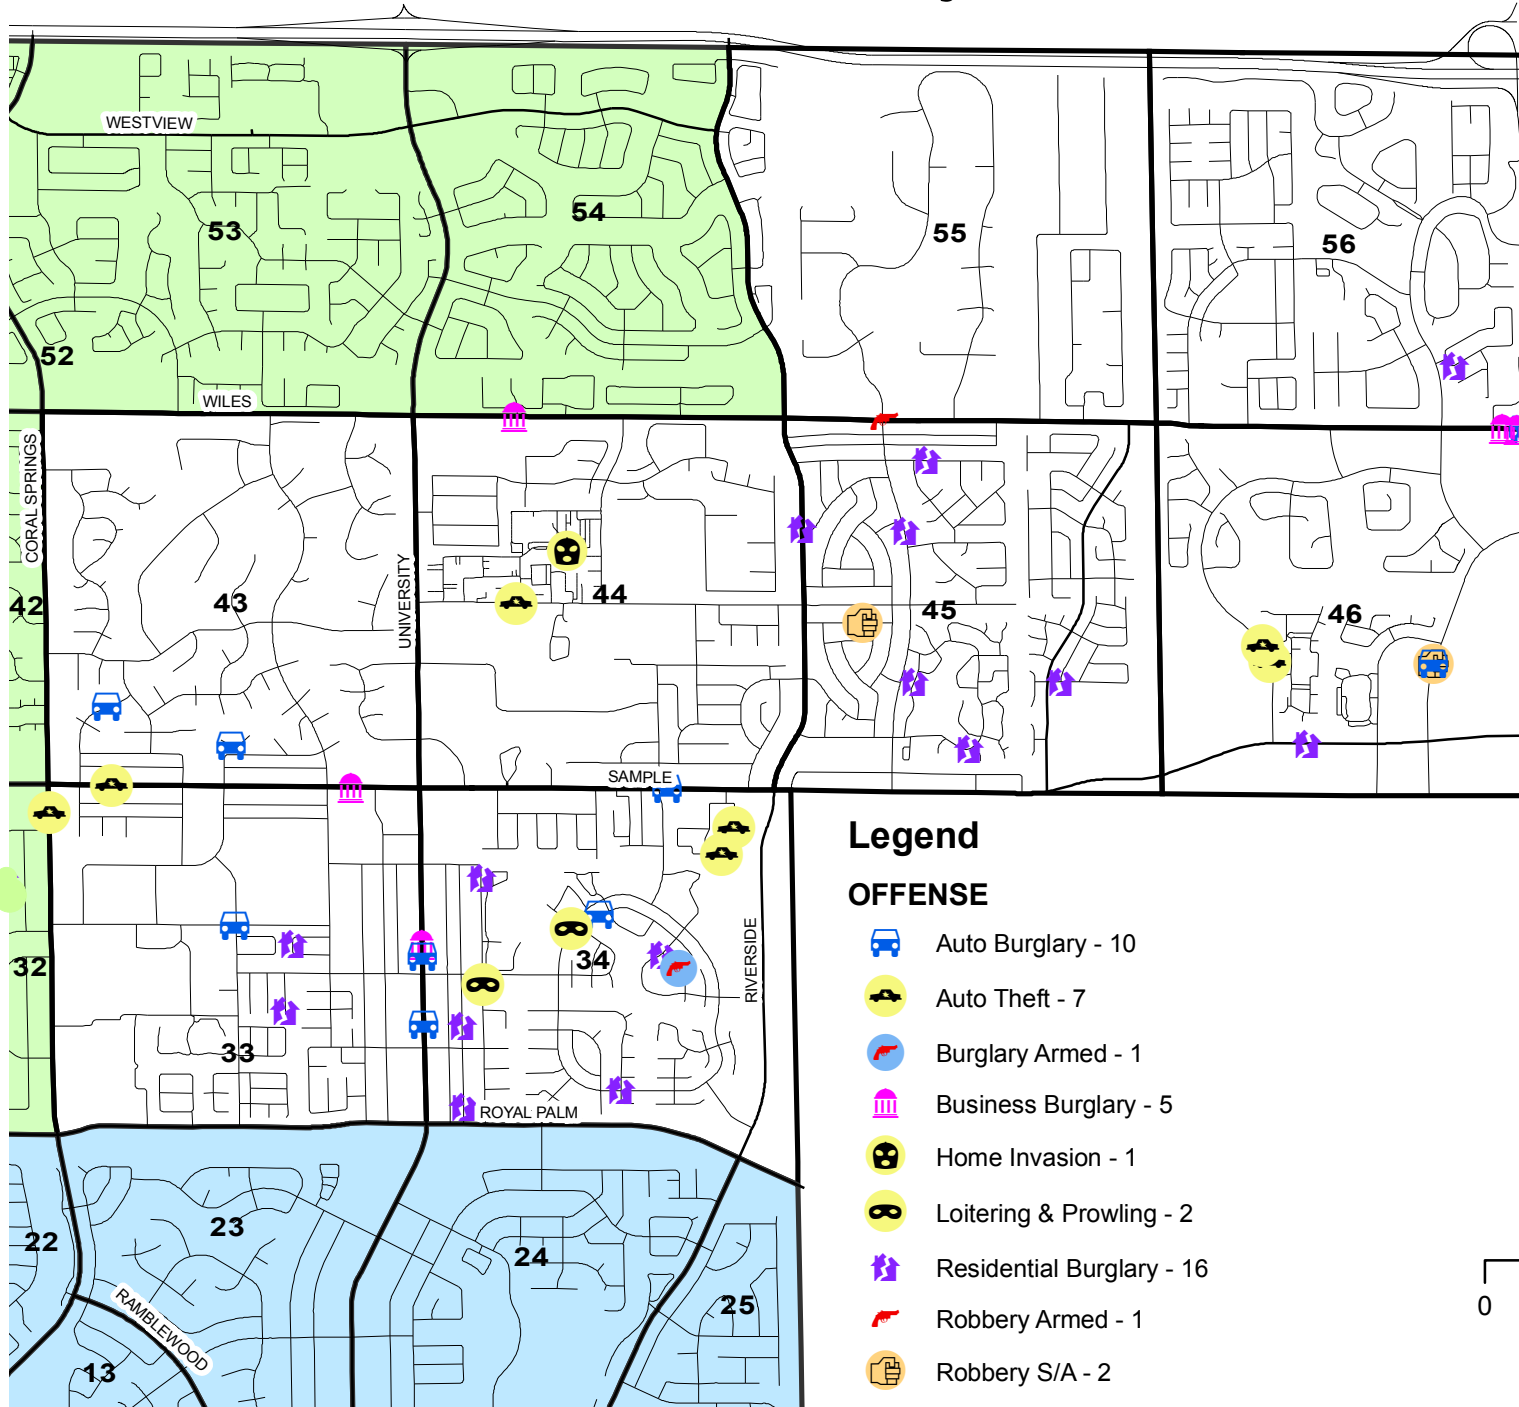 WESTVIEW
53
54
55
56
52
WILES
CORAL SPRINGS
UNIVERSITY
42
43
44
45
46
SAMPLE
32
33
34
RIVERSIDE
ROYAL PALM
22
23
24
25
RAMBLEWOOD
13
Legend
OFFENSE
Auto Burglary - 10
Auto Theft - 7
Burglary Armed - 1
Business Burglary - 5
Home Invasion - 1
Loitering & Prowling - 2
Residential Burglary - 16
Robbery Armed - 1
Robbery S/A - 2
0